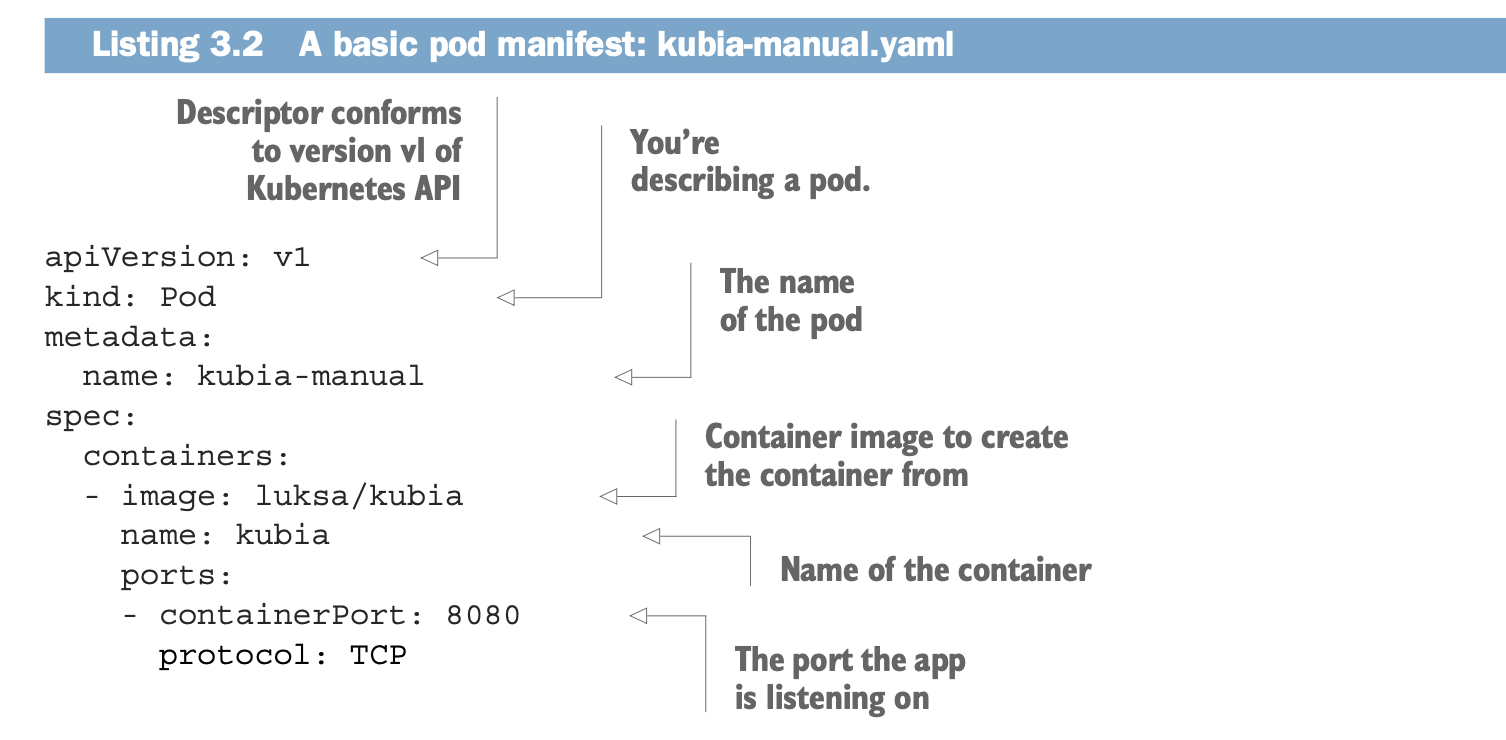 Listing 3.2 A basic pod manifest: kubia-manual.yaml
Descriptor conforms
to version v1 of
Kubernetes API
You’re
describing a pod.
apiVersion: v1
kind: Pod
The name
of the pod
metadata:
name: kubia-manual
spec:
Container image to create
the container from
containers:
- image: luksa/kubia
name: kubia
Name of the container
ports:
- containerPort: 8080
protocol: TCP
The port the app
is listening on